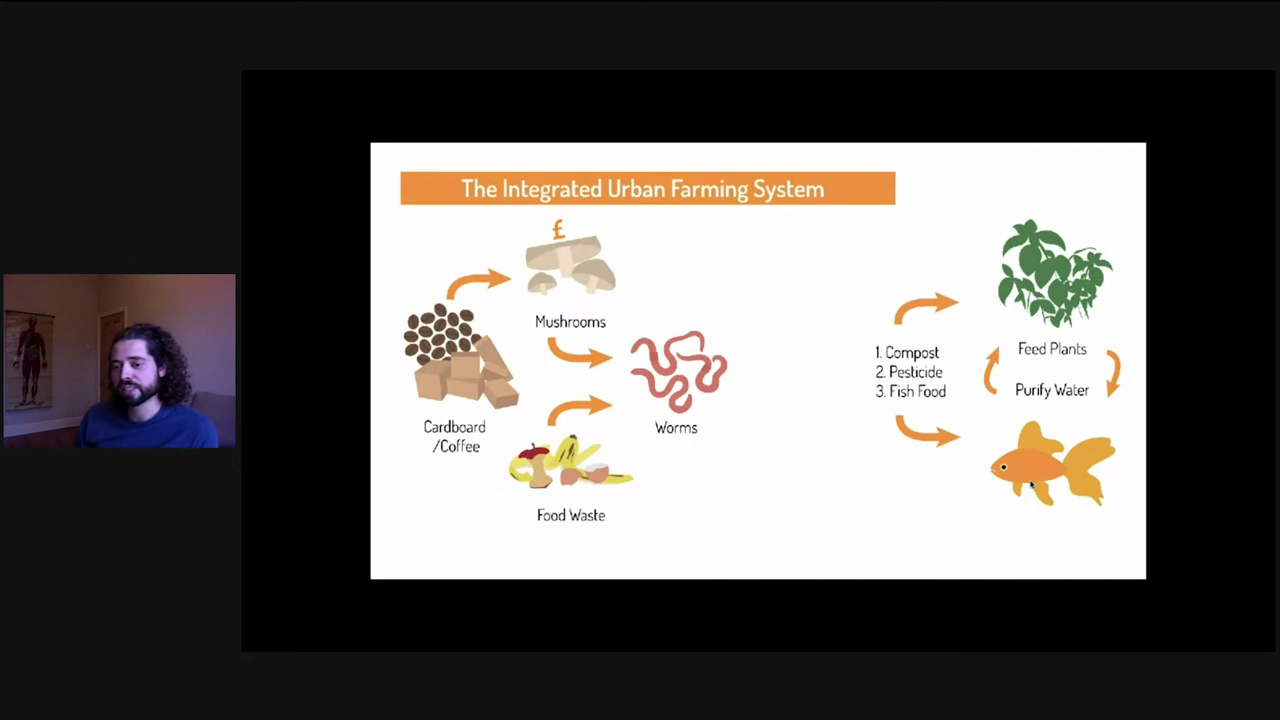 The Integrated Urban Farming System
£
Mushrooms
Cardboard
/Coffee
Worms
Food Waste
1. Compost
2. Pesticide
3. Fish Food
Feed Plants
Purify Water